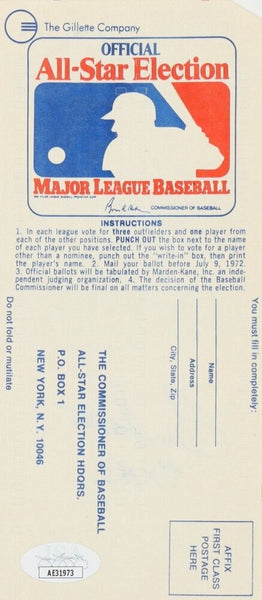 The Gillette Company
OFFICIAL
All-Star Election
MAJOR LEAGUE BASEBALL
COMMISSIONER OF BASEBALL
INSTRUCTIONS
1. In each league vote for three outfielders and one player from
each of the other positions. PUNCH OUT the box next to the name
of each player you have selected. If you wish to vote for a player
other than a nominee, punch out the "write-in" box, then print
the player's name. 2. Mail your ballot before July 9, 1972.
3. Official ballots will be tabulated by Marden-Kane, Inc. an in-
dependent judging organization. 4. The decision of the Baseball
Commissioner will be final on all matters concerning the election.
You must fill in completely:
Name
Address
City, State, Zip
THE COMMISSIONER OF BASEBALL
ALL-STAR ELECTION HDQRS.
P.O. BOX 1
NEW YORK, N.Y. 10046
Do not fold or mutilate
AFFIX
FIRST CLASS
POSTAGE
HERE
JSA
AE31973